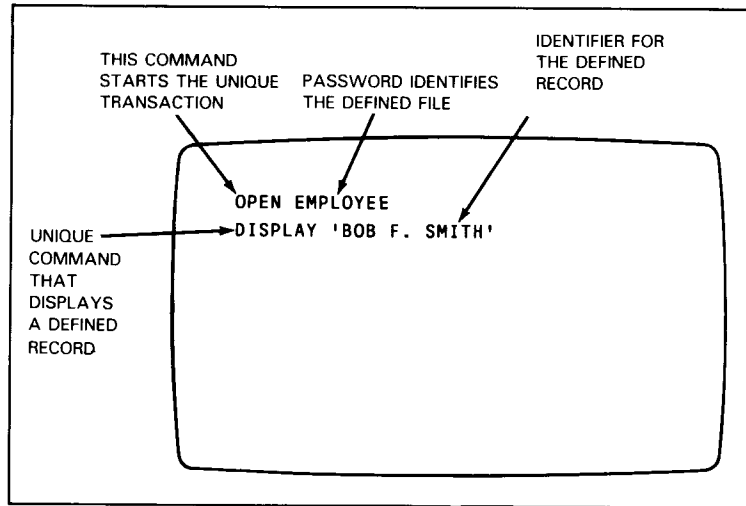 THIS COMMAND
STARTS THE UNIQUE
TRANSACTION
PASSWORD IDENTIFIES
THE DEFINED FILE
IDENTIFIER FOR
THE DEFINED
RECORD
OPEN EMPLOYEE
DISPLAY 'BOB F. SMITH'
UNIQUE
COMMAND
THAT
DISPLAYS
A DEFINED
RECORD